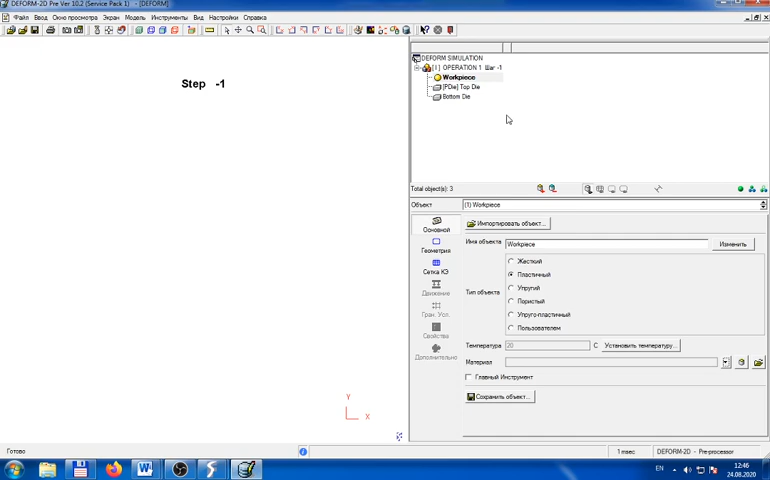 DEFORM-2D Pre Ver 10.2 (Service Pack 1) - [DEFORM]
Файл Ввод Окно просмотра Экран Модель Инструменты Вид Настройки Справка
Step -1
Y
X
DEFORM SIMULATION
[1] OPERATION 1 Шаг -1
Workpiece
[PDie] Top Die
Bottom Die
Total object(s): 3
Объект (1) Workpiece
Основной
Геометрия
Сетка КЭ
Движение
Гран. Усл.
Свойства
Дополнительно
Импортировать объект...
Имя объекта Workpiece Изменить
Тип объекта
Жесткий
Пластичный
Упругий
Пористый
Упруго-пластичный
Пользователем
Температура 20 C Установить температуру...
Материал
Главный Инструмент
Сохранить объект...
Готово 1 msec DEFORM-2D - Pre-processor
EN 12:46
24.08.2020